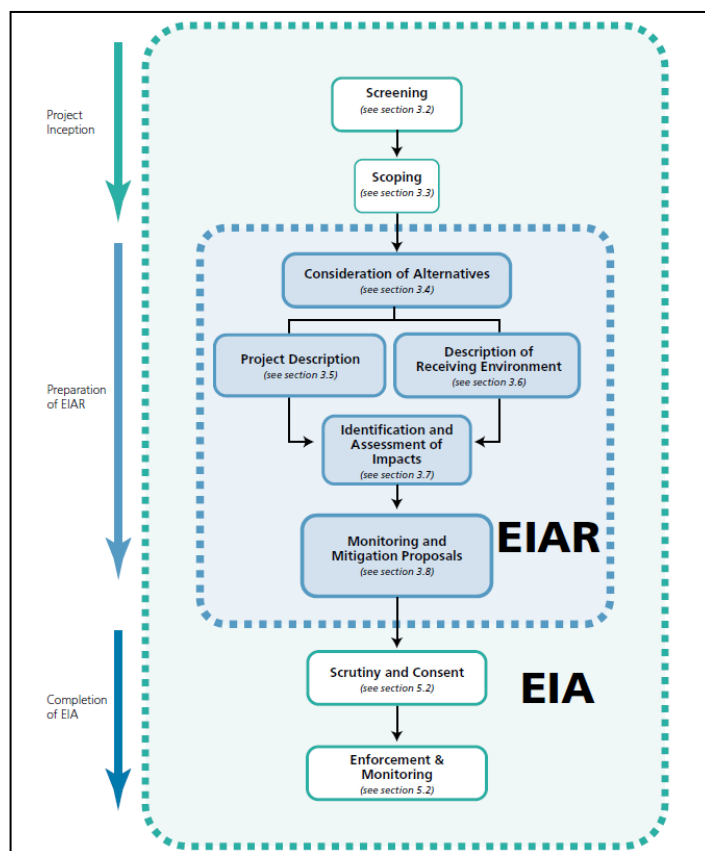 Screening
(see section 3.2)
Project
Inception
Scoping
(see section 3.3)
Consideration of Alternatives
(see section 3.4)
Project Description
(see section 3.5)
Description of
Receiving Environment
(see section 3.6)
Preparation
of EIAR
Identification and
Assessment of
Impacts
(see section 3.7)
Monitoring and
Mitigation Proposals
(see section 3.8)
EIAR
Scrutiny and Consent
(see section 5.2)
EIA
Completion
of EIA
Enforcement &
Monitoring
(see section 5.2)